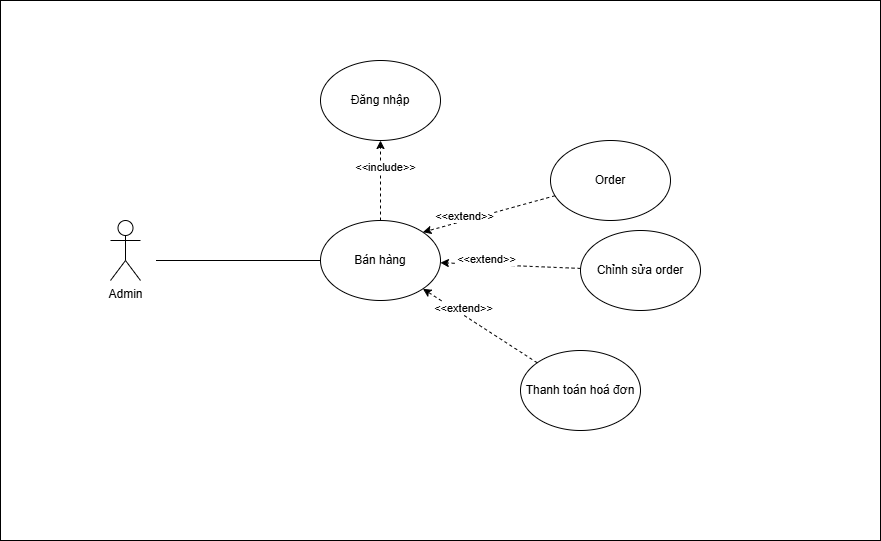 Đăng nhập
<<include>>
Order
<<extend>>
Bán hàng
<<extend>>
Chỉnh sửa order
Admin
<<extend>>
Thanh toán hoá đơn